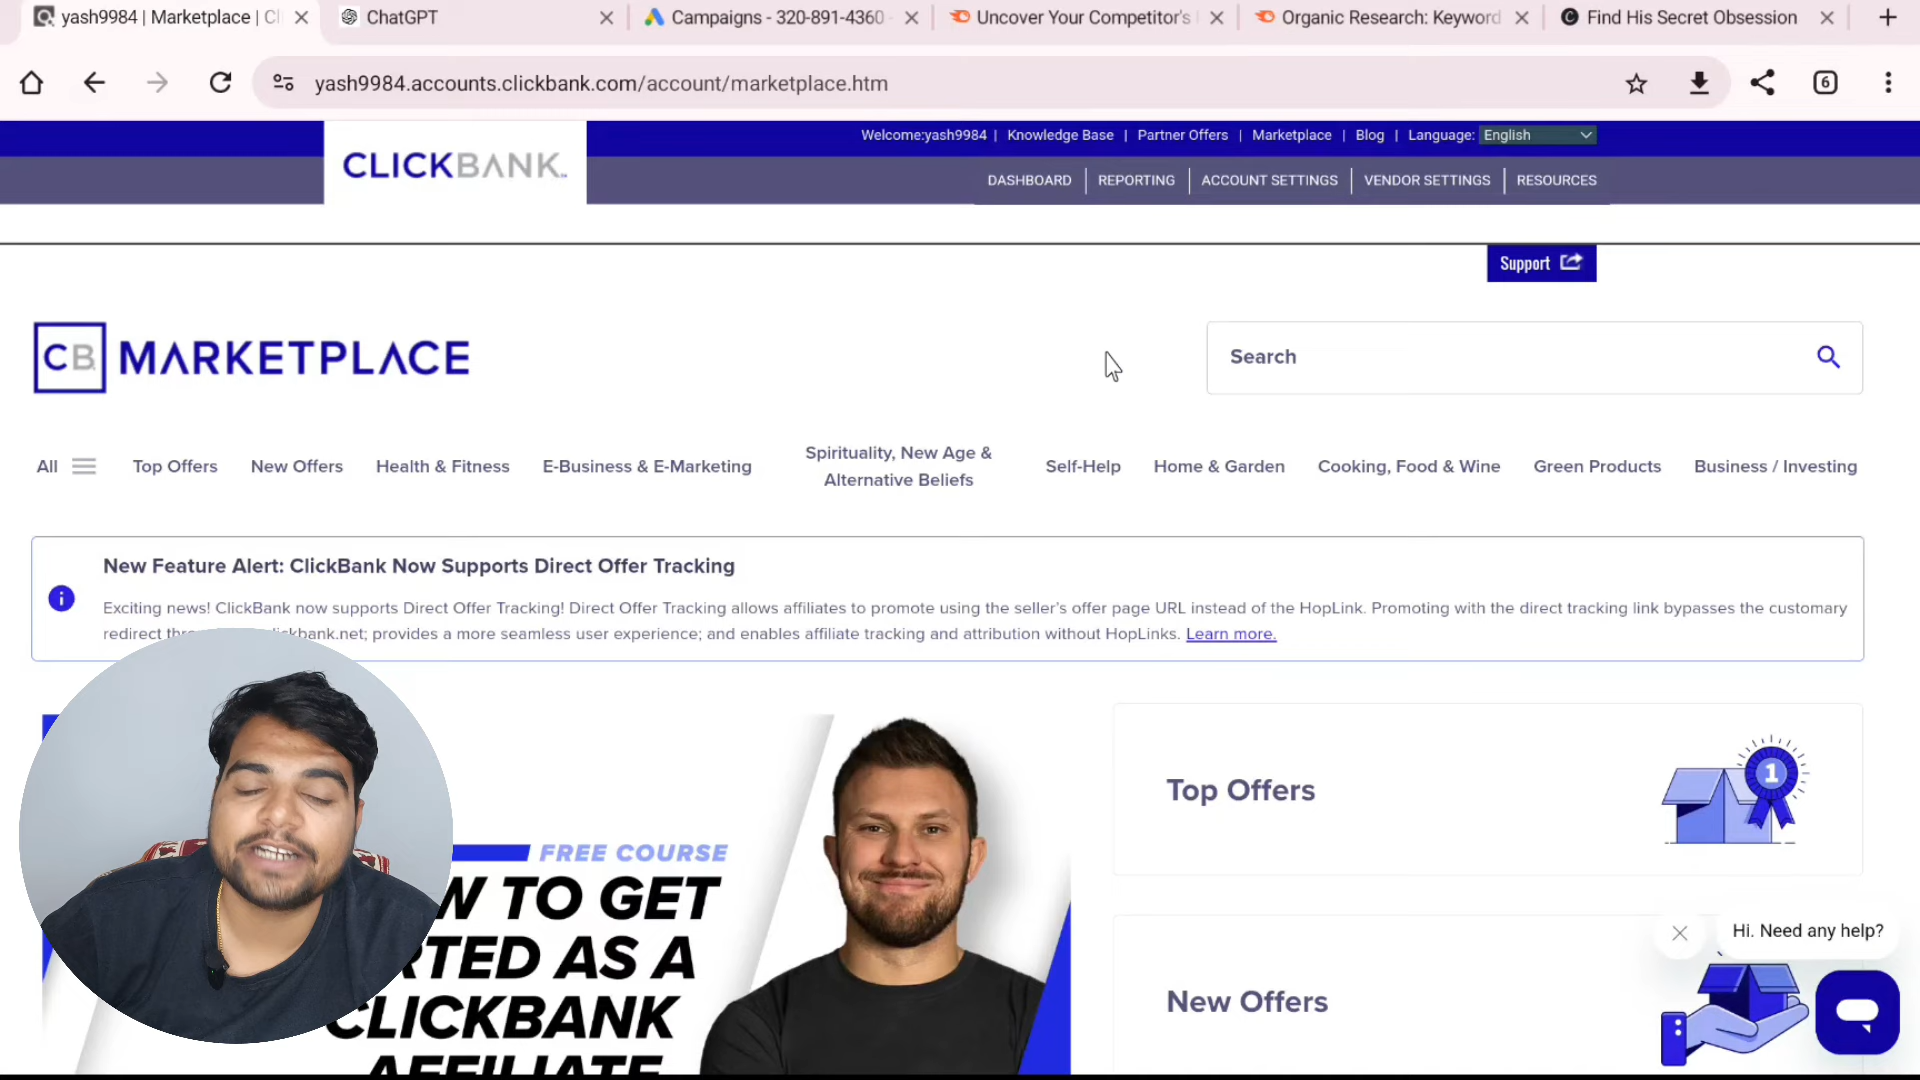 yash9984 | Marketplace | Cl
ChatGPT
Campaigns - 320-891-4360 -
Uncover Your Competitor's
Organic Research: Keyword
Find His Secret Obsession
yash9984.accounts.clickbank.com/account/marketplace.htm
6
CLICKBANK
Welcome:yash9984 | Knowledge Base | Partner Offers | Marketplace | Blog | Language: English
DASHBOARD | REPORTING | ACCOUNT SETTINGS | VENDOR SETTINGS | RESOURCES
Support
CB MARKETPLACE
Search
All
Top Offers
New Offers
Health & Fitness
E-Business & E-Marketing
Spirituality, New Age &
Alternative Beliefs
Self-Help
Home & Garden
Cooking, Food & Wine
Green Products
Business / Investing
New Feature Alert: ClickBank Now Supports Direct Offer Tracking
Exciting news! ClickBank now supports Direct Offer Tracking! Direct Offer Tracking allows affiliates to promote using the seller's offer page URL instead of the HopLink. Promoting with the direct tracking link bypasses the customary
redirect ckbank.net; provides a more seamless user experience; and enables affiliate tracking and attribution without HopLinks. Learn more.
FREE COURSE
W TO GET
RTED AS A
CLICKBANK
AFFILIATE
Top Offers
1
New Offers
Hi. Need any help?